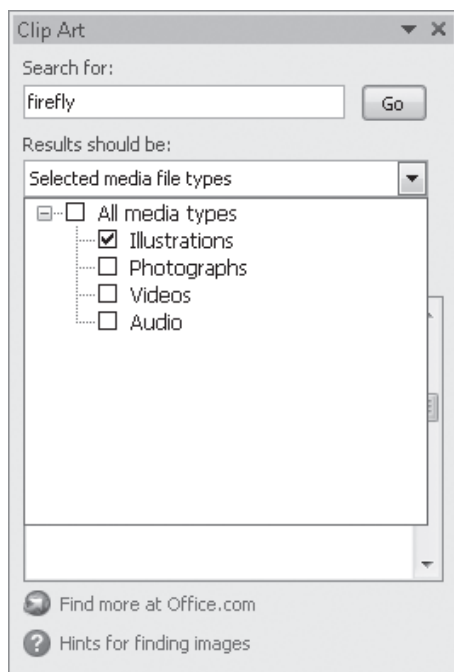 Clip Art
Search for:
firefly
Go
Results should be:
Selected media file types
All media types
Illustrations
Photographs
Videos
Audio
Find more at Office.com
Hints for finding images